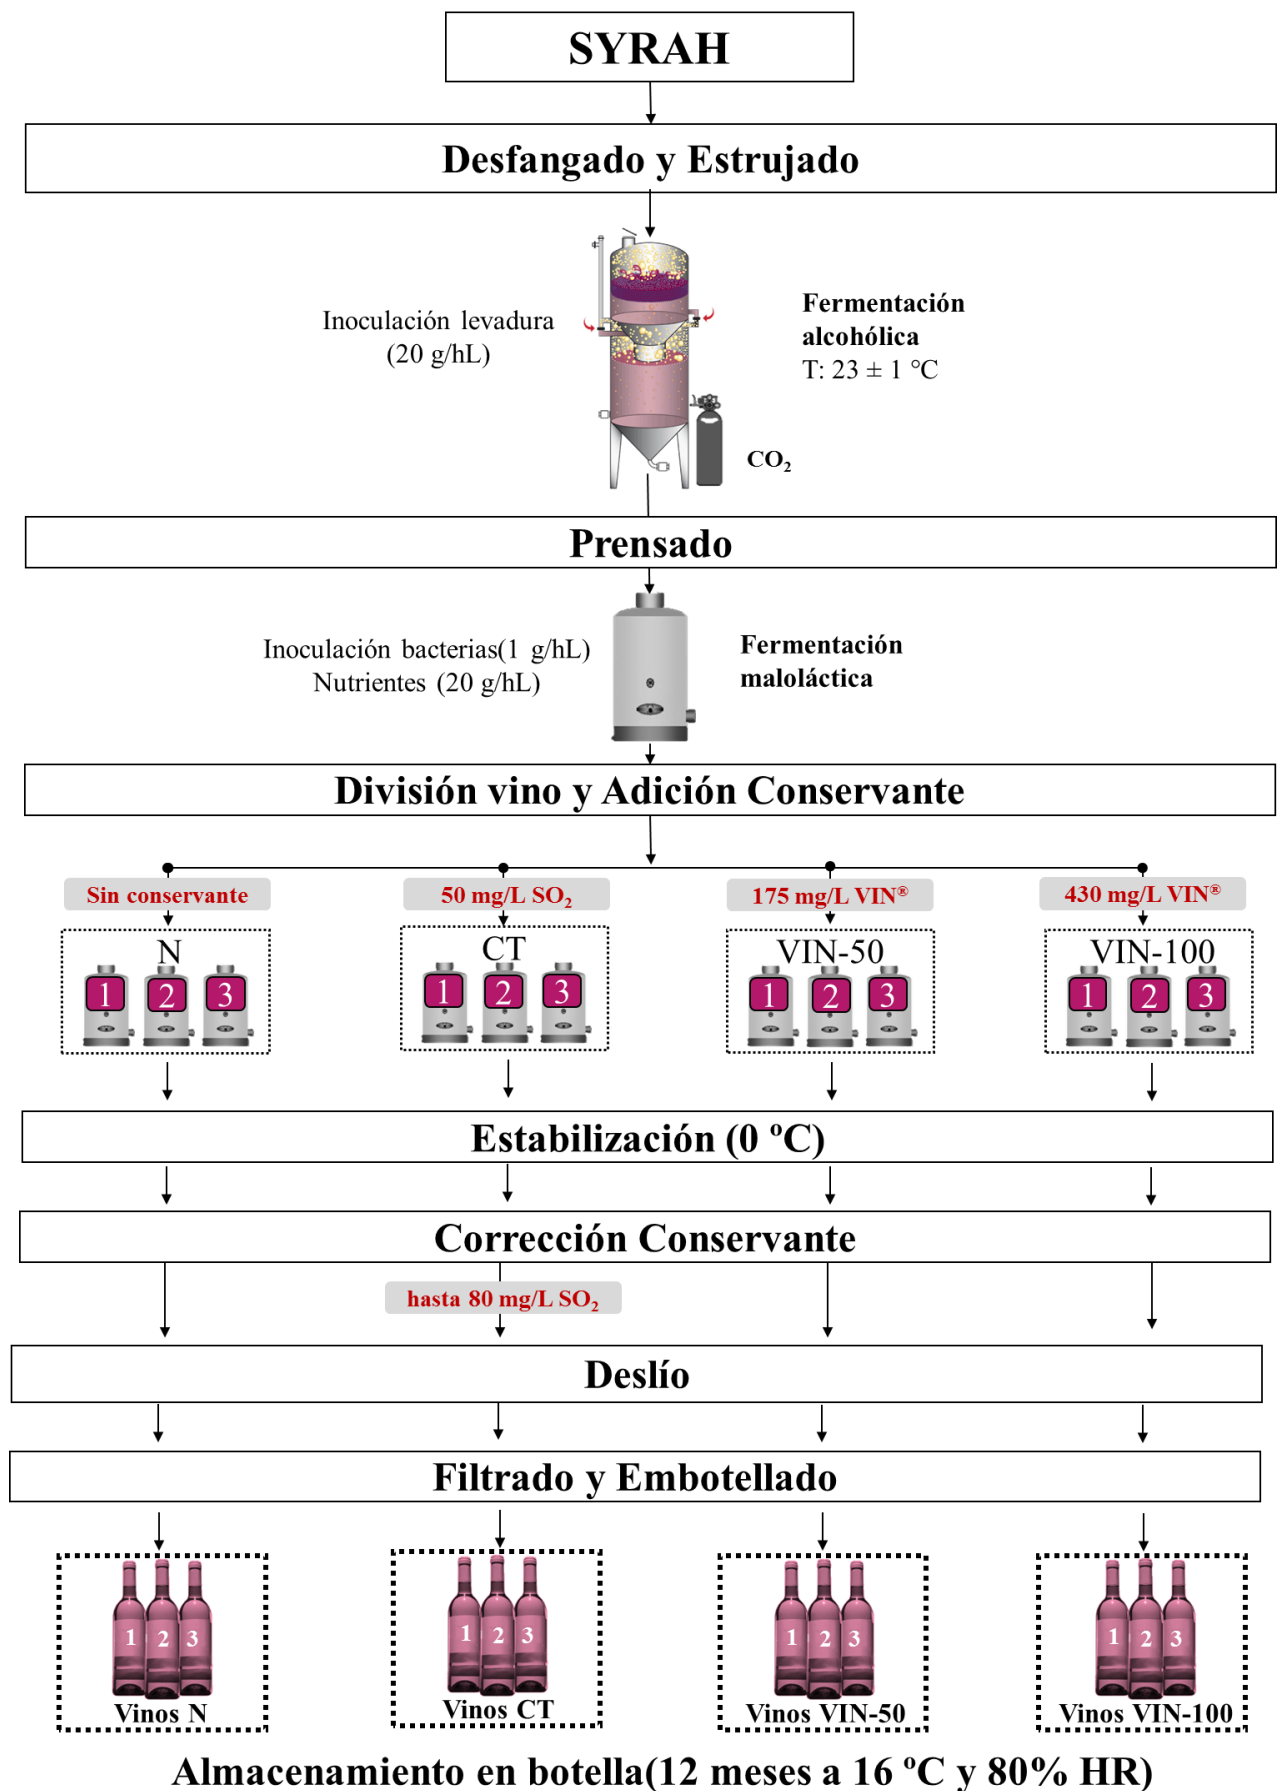 SYRAH
Desfangado y Estrujado
Inoculación levadura
(20 g/hL)
Fermentación
alcohólica
T: 23 ± 1 °C
CO₂
Prensado
Inoculación bacterias(1 g/hL)
Nutrientes (20 g/hL)
Fermentación
maloláctica
División vino y Adición Conservante
Sin conservante
50 mg/L SO₂
175 mg/L VIN®
430 mg/L VIN®
N
1 2 3
CT
1 2 3
VIN-50
1 2 3
VIN-100
1 2 3
Estabilización (0 ºC)
Corrección Conservante
hasta 80 mg/L SO₂
Deslío
Filtrado y Embotellado
1 2 3
Vinos N
1 2 3
Vinos CT
1 2 3
Vinos VIN-50
1 2 3
Vinos VIN-100
Almacenamiento en botella(12 meses a 16 ºC y 80% HR)